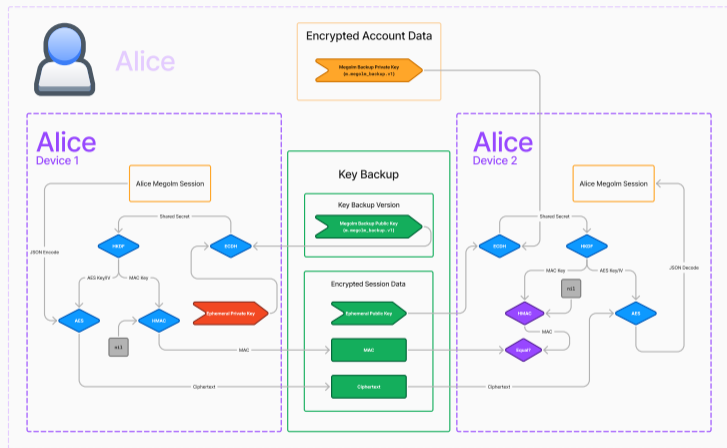 Alice
Encrypted Account Data
Megolm Backup Private Key
(m.megolm_backup.v1)
Alice
Device 1
Alice Megolm Session
Shared Secret
HKDF
ECDH
JSON Encode
AES Key/IV
MAC Key
AES
HMAC
Ephemeral Private Key
nil
MAC
Ciphertext
Key Backup
Key Backup Version
Megolm Backup Public Key
(m.megolm_backup.v1)
Encrypted Session Data
Ephemeral Public Key
MAC
Ciphertext
Alice
Device 2
Alice Megolm Session
Shared Secret
ECDH
HKDF
MAC Key
AES Key/IV
JSON Decode
nil
HMAC
AES
MAC
Equal?
Ciphertext